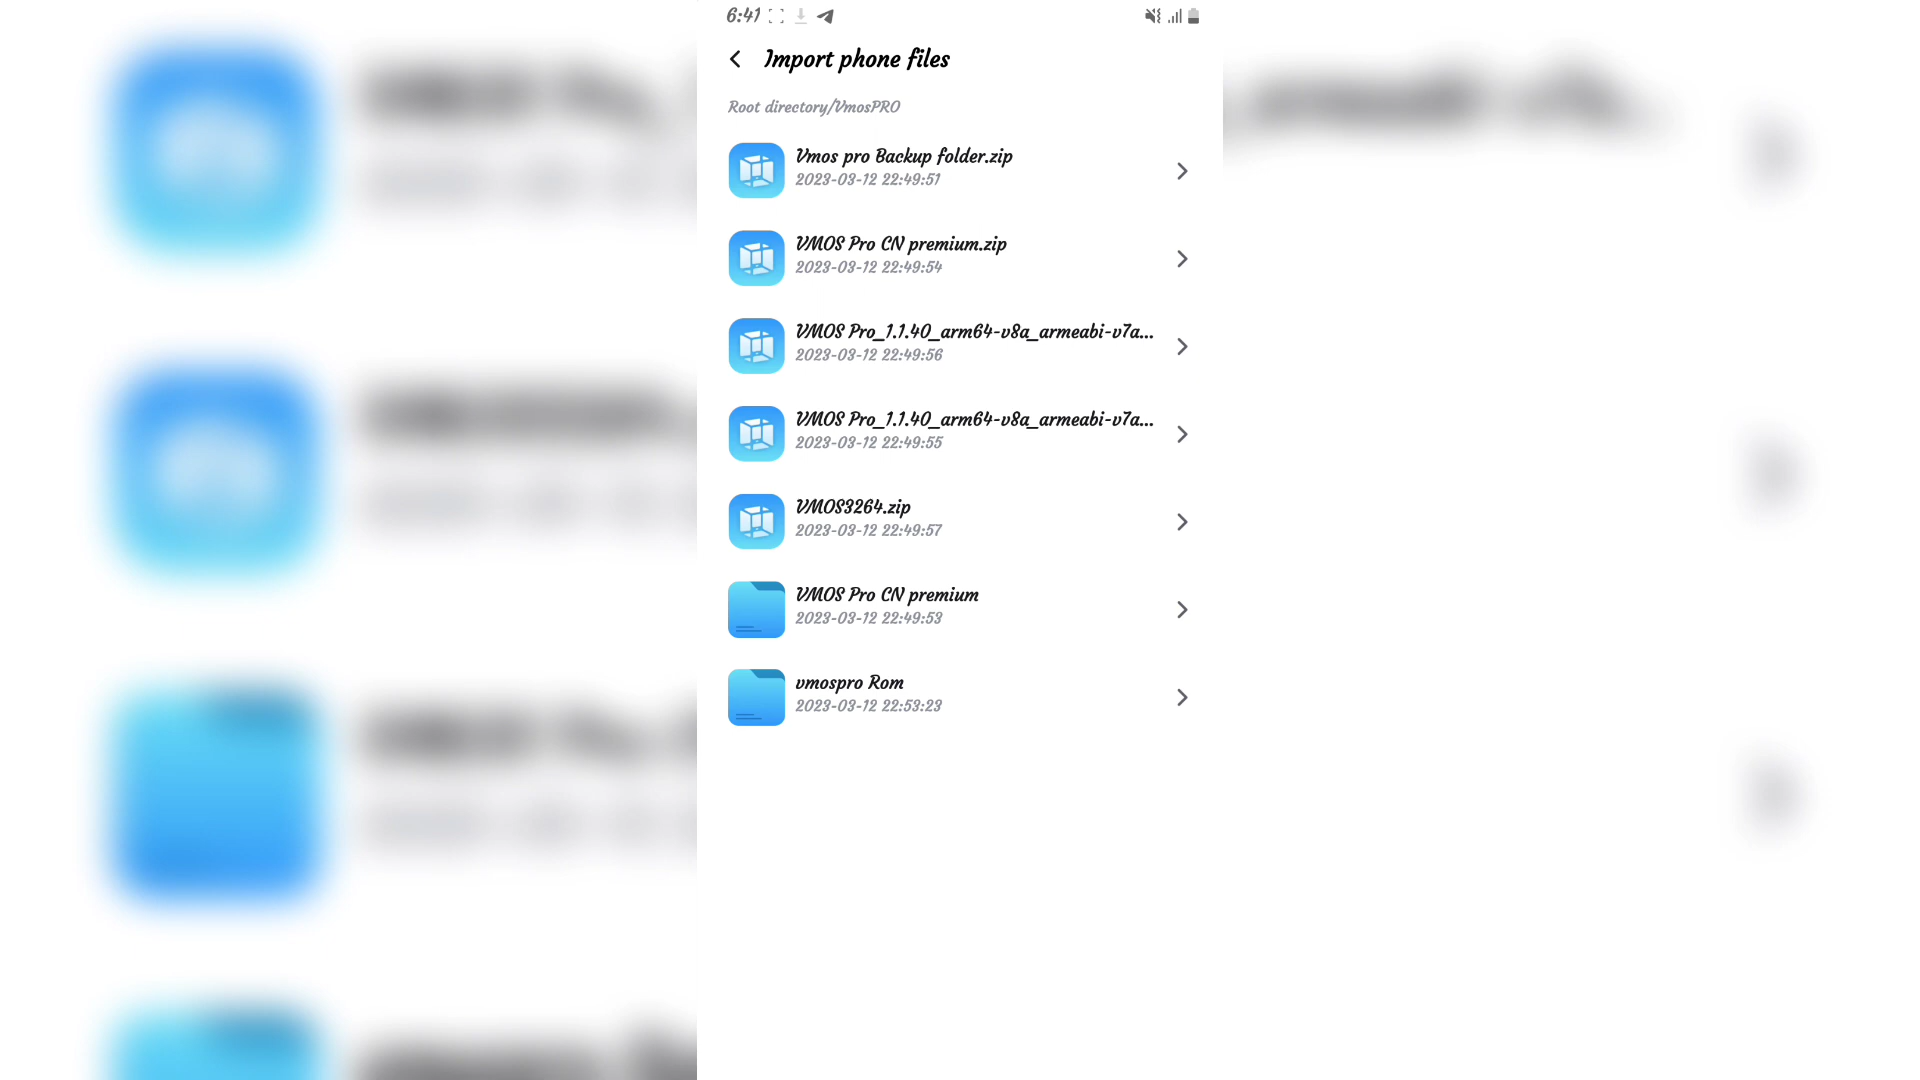 6:41
Import phone files
Root directory/VmosPRO
Vmos pro Backup folder.zip
2023-03-12 22:49:51
VMOS Pro CN premium.zip
2023-03-12 22:49:54
VMOS Pro_1.1.40_arm64-v8a_armeabi-v7a...
2023-03-12 22:49:56
VMOS Pro_1.1.40_arm64-v8a_armeabi-v7a...
2023-03-12 22:49:55
VMOS3264.zip
2023-03-12 22:49:57
VMOS Pro CN premium
2023-03-12 22:49:53
vmospro Rom
2023-03-12 22:53:23